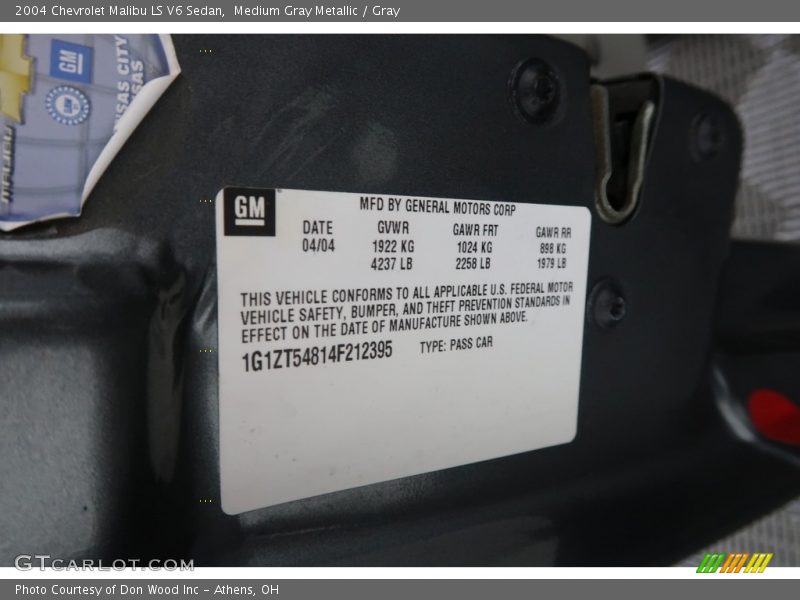 2004 Chevrolet Malibu LS V6 Sedan, Medium Gray Metallic / Gray
GM
KANSAS CITY
KANSAS
GM
MFD BY GENERAL MOTORS CORP
DATE GVWR GAWR FRT GAWR RR
04/04 1922 KG 1024 KG 898 KG
4237 LB 2258 LB 1979 LB
THIS VEHICLE CONFORMS TO ALL APPLICABLE U.S. FEDERAL MOTOR
VEHICLE SAFETY, BUMPER, AND THEFT PREVENTION STANDARDS IN
EFFECT ON THE DATE OF MANUFACTURE SHOWN ABOVE.
1G1ZT54814F212395 TYPE: PASS CAR
GTCARLOT.COM
Photo Courtesy of Don Wood Inc - Athens, OH